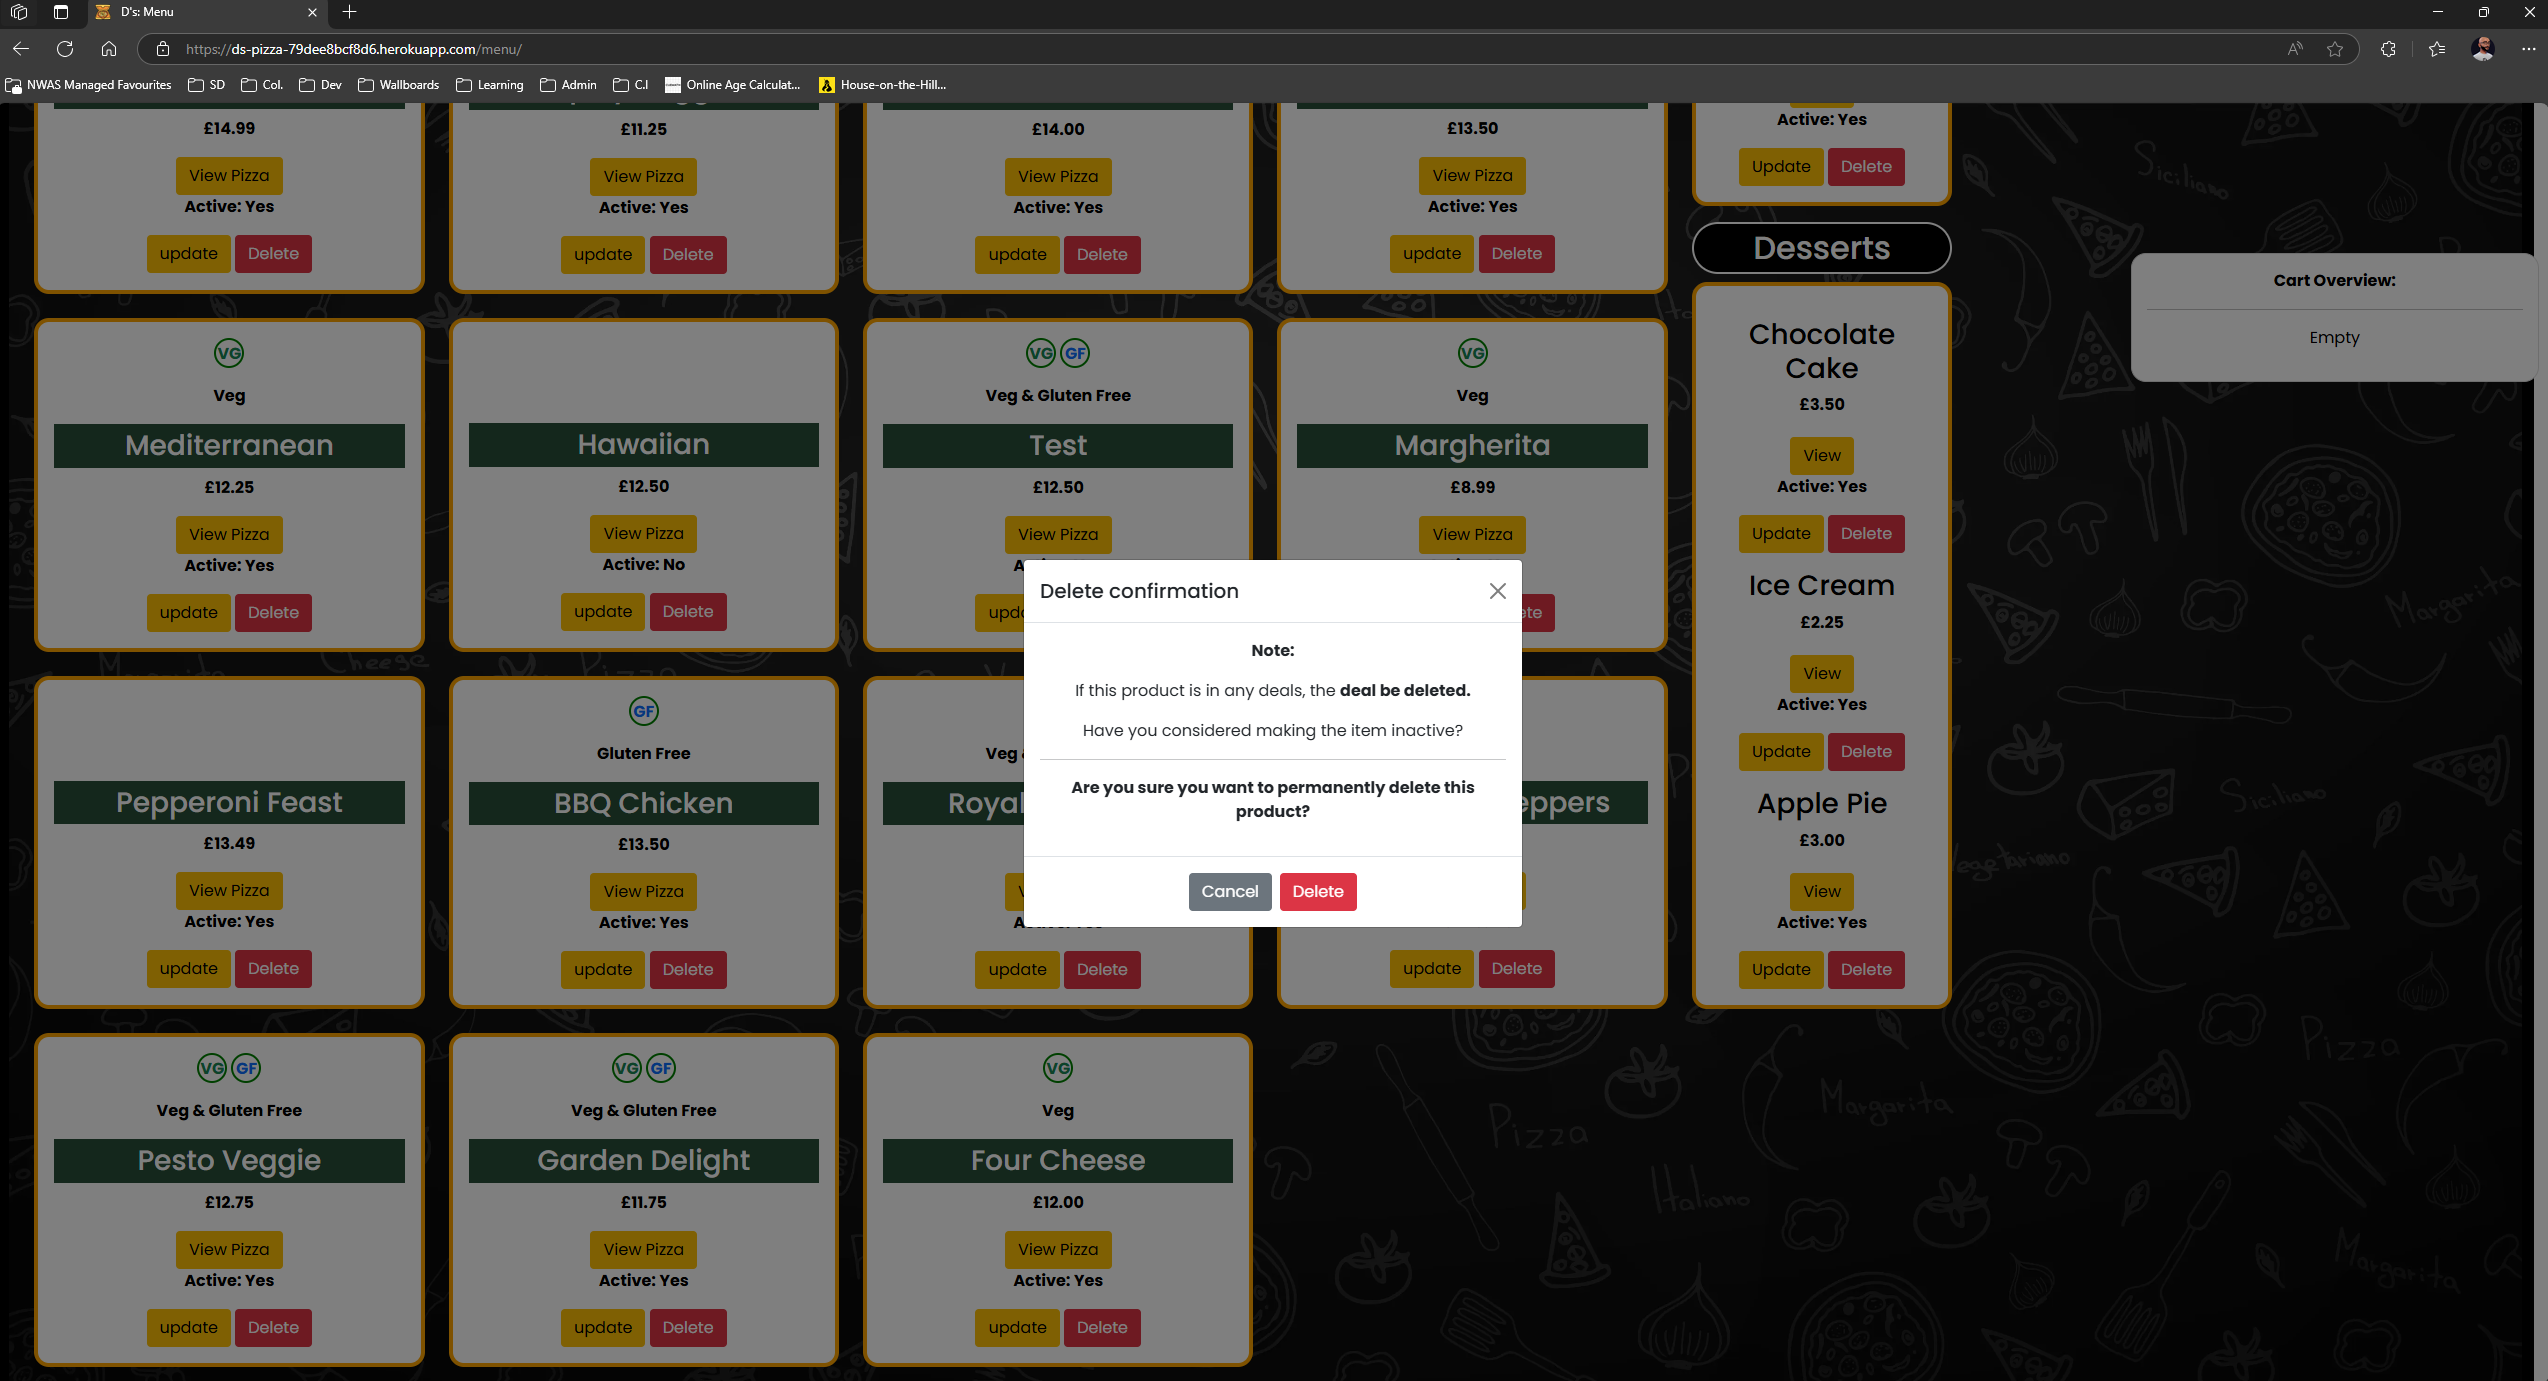 D's: Menu
https://ds-pizza-79dee8bcf8d6.herokuapp.com/menu/
NWAS Managed Favourites SD Col. Dev Wallboards Learning Admin C.I Online Age Calculat... House-on-the-Hill...
£14.99
View Pizza
Active: Yes
update Delete
£11.25
View Pizza
Active: Yes
update Delete
£14.00
View Pizza
Active: Yes
update Delete
£13.50
View Pizza
Active: Yes
update Delete
Active: Yes
Update Delete
Desserts
Cart Overview:
Empty
VG
Veg
Mediterranean
£12.25
View Pizza
Active: Yes
update Delete
Hawaiian
£12.50
View Pizza
Active: No
update Delete
VG GF
Veg & Gluten Free
Test
£12.50
View Pizza
VG
Veg
Margherita
£8.99
View Pizza
Chocolate
Cake
£3.50
View
Active: Yes
Update Delete
Ice Cream
£2.25
View
Active: Yes
Update Delete
Apple Pie
£3.00
View
Active: Yes
Update Delete
Delete confirmation
Note:
If this product is in any deals, the deal be deleted.
Have you considered making the item inactive?
Are you sure you want to permanently delete this
product?
Cancel Delete
Pepperoni Feast
£13.49
View Pizza
Active: Yes
update Delete
GF
Gluten Free
BBQ Chicken
£13.50
View Pizza
Active: Yes
update Delete
Veg
Royal
update Delete
eppers
update Delete
VG GF
Veg & Gluten Free
Pesto Veggie
£12.75
View Pizza
Active: Yes
update Delete
VG GF
Veg & Gluten Free
Garden Delight
£11.75
View Pizza
Active: Yes
update Delete
VG
Veg
Four Cheese
£12.00
View Pizza
Active: Yes
update Delete
Siciliano
Margarita
Cheese
Pizza
Siciliano
Vegetariano
Pizza
Margarita
Pizza
Italiano
Margarita